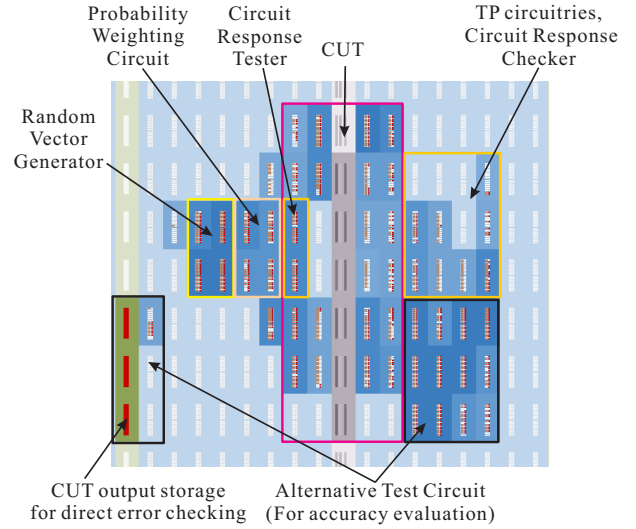 Probability
Weighting
Circuit
Circuit
Response
Tester
CUT
TP circuitries,
Circuit Response
Checker
Random
Vector
Generator
CUT output storage
for direct error checking
Alternative Test Circuit
(For accuracy evaluation)